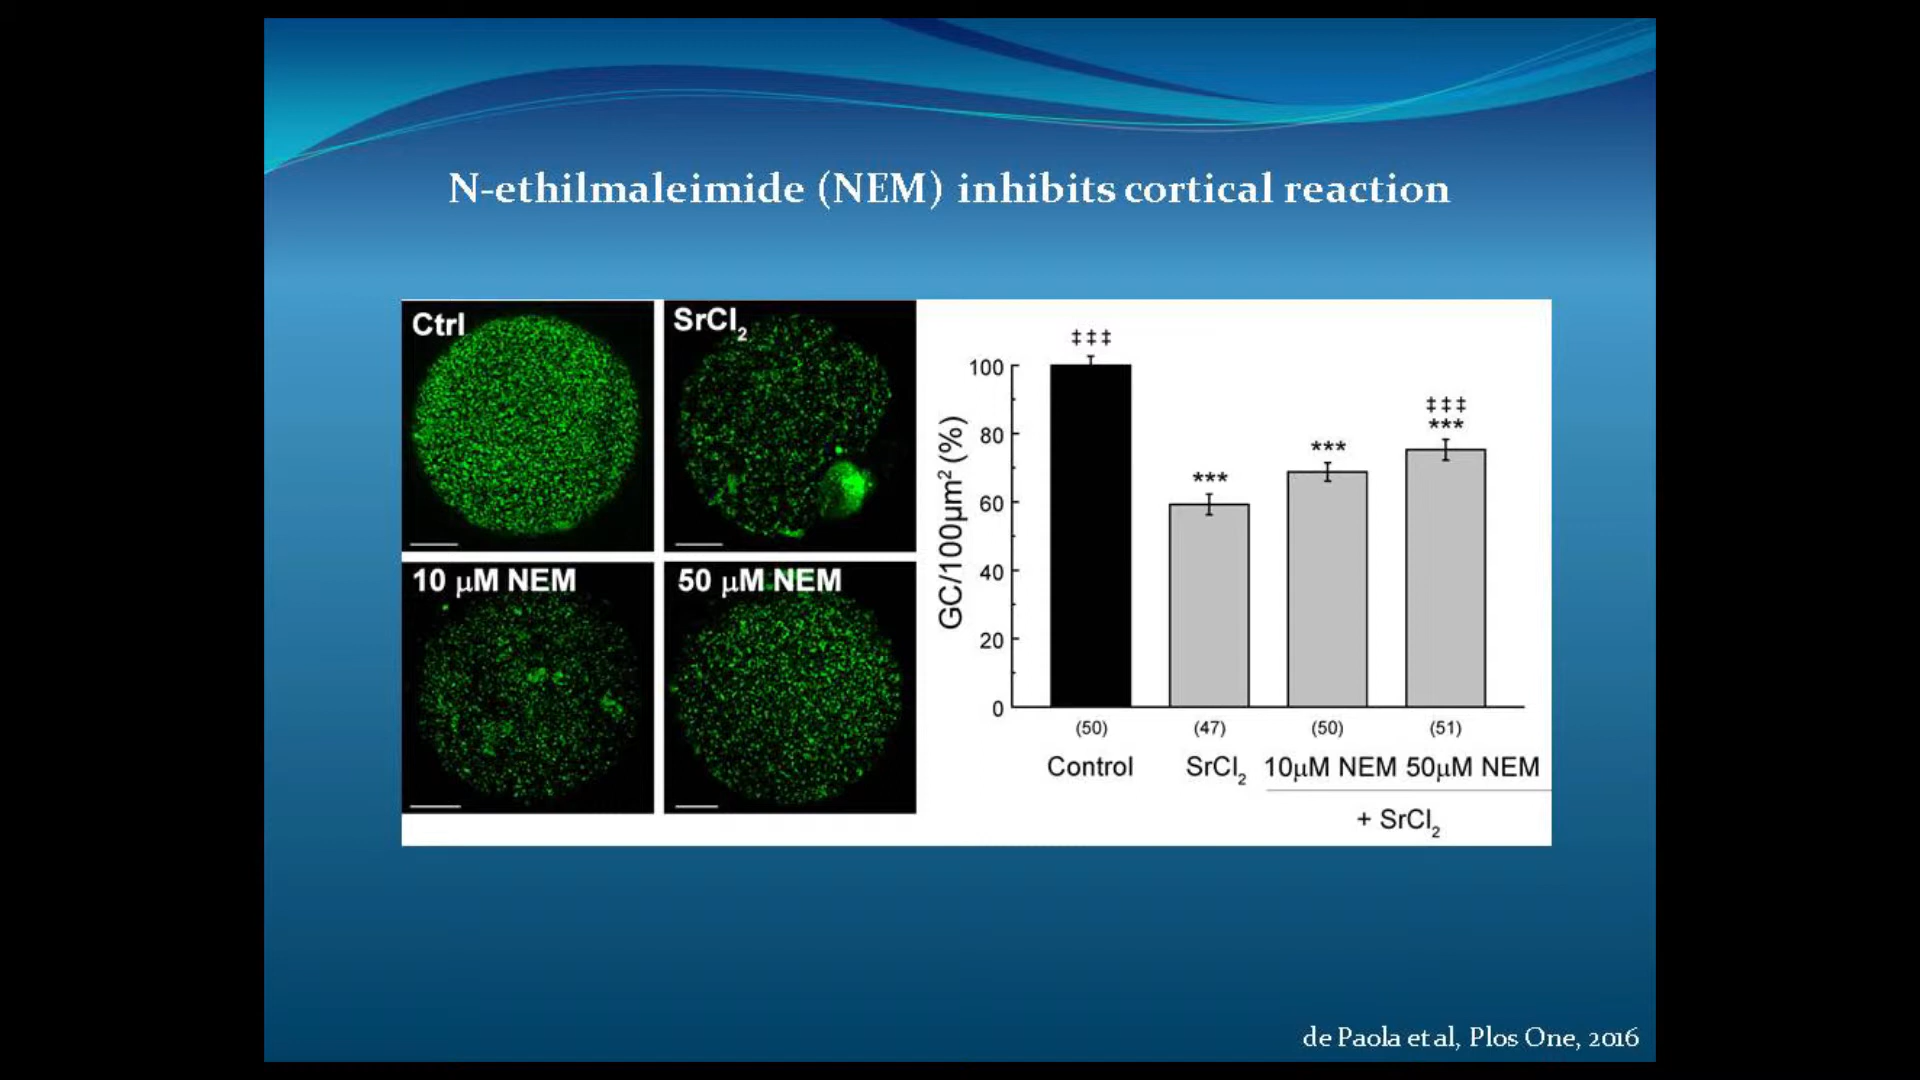 N-ethilmaleimide (NEM) inhibits cortical reaction
Ctrl
SrCl₂
10 µM NEM
50 µM NEM
GC/100µm² (%)
100
80
60
40
20
0
‡‡‡
***
***
‡‡‡
***
(50)
(47)
(50)
(51)
Control
SrCl₂
10µM NEM
50µM NEM
+ SrCl₂
de Paola et al, Plos One, 2016